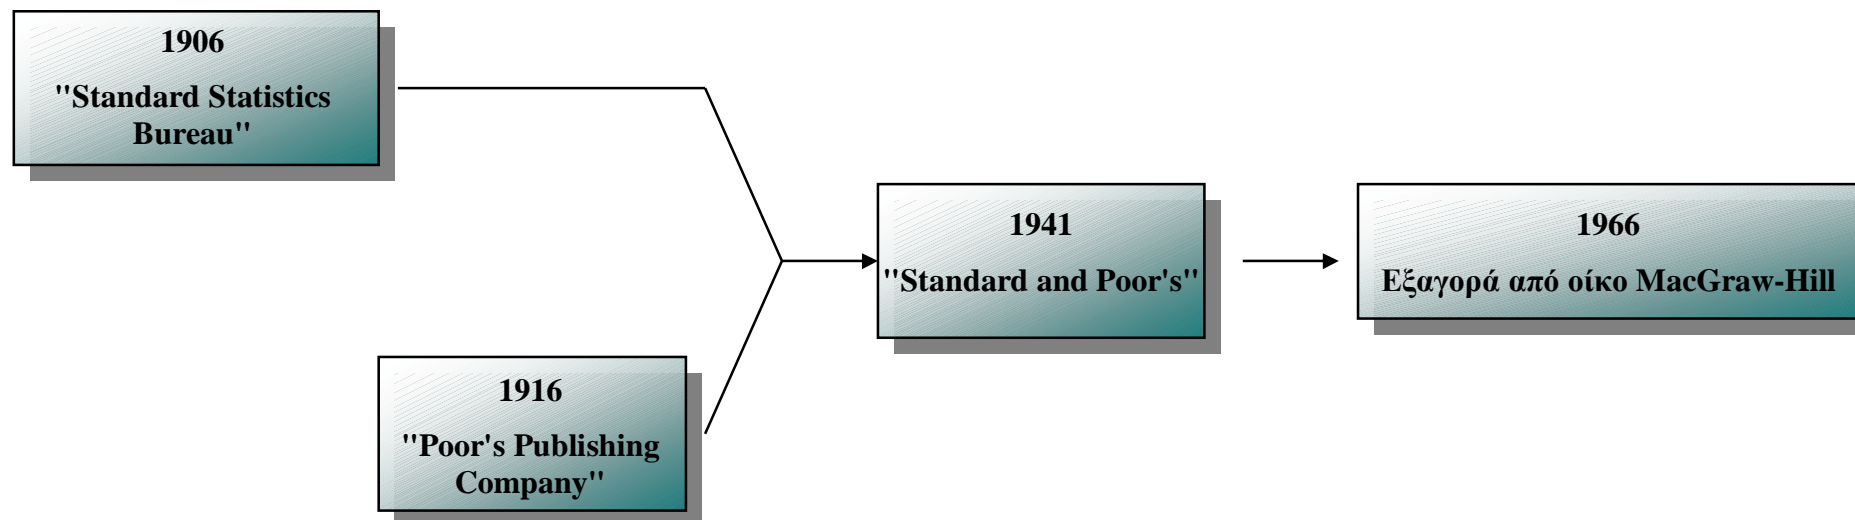 1906
"Standard Statistics
Bureau"
1916
"Poor's Publishing
Company"
1941
"Standard and Poor's"
1966
Εξαγορά από οίκο MacGraw-Hill